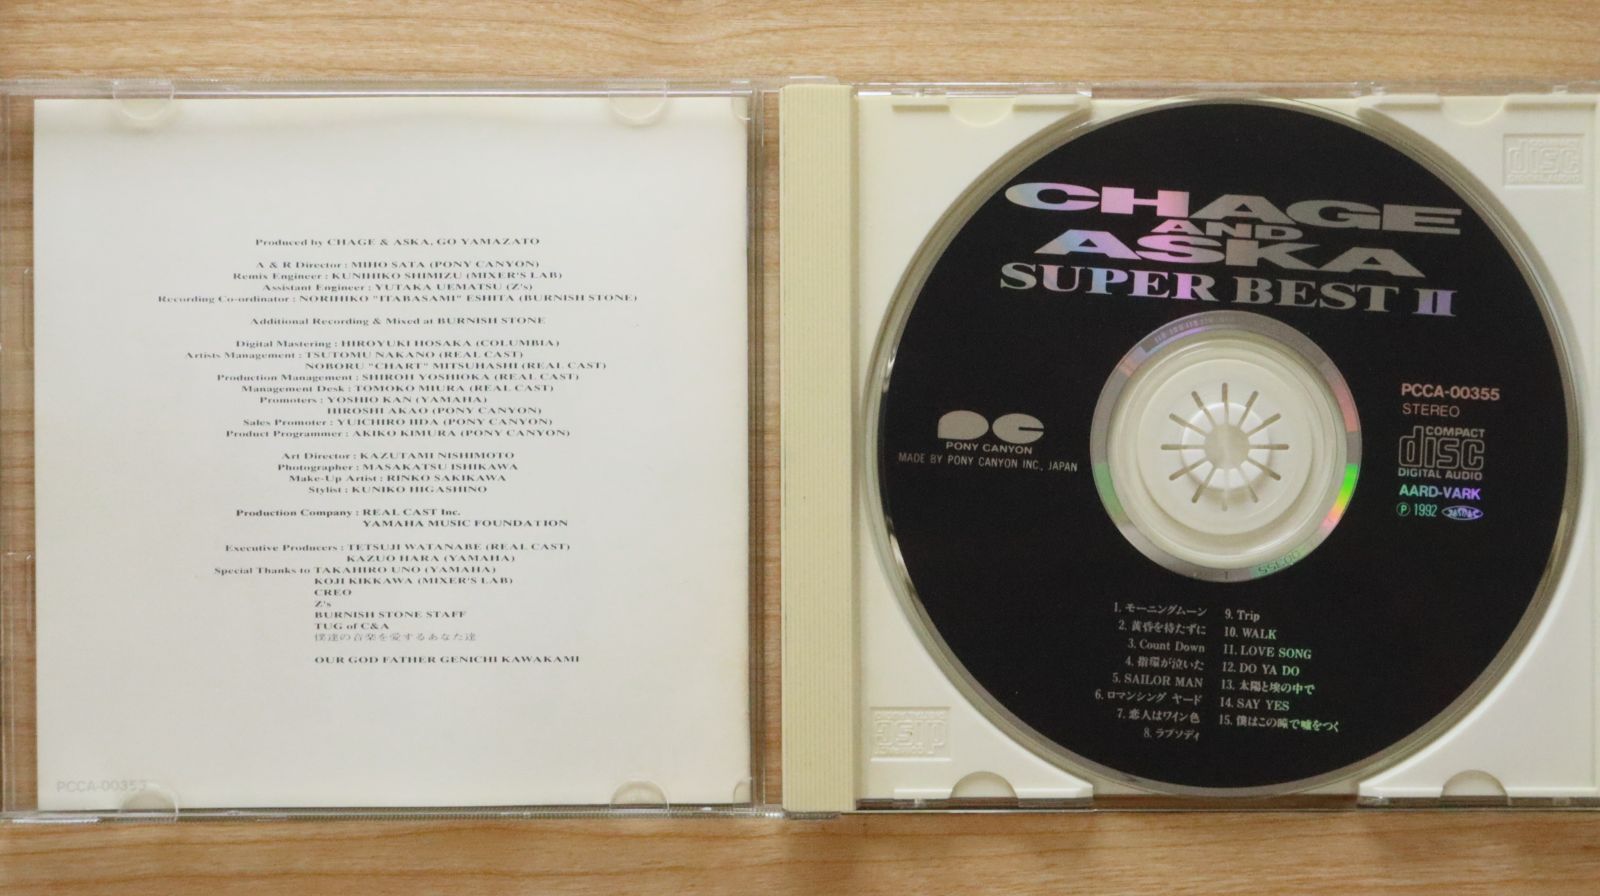 Produced by CHAGE & ASKA, GO YAMAZATO
A & R Director : MIHO SATA (PONY CANYON)
Remix Engineer : KUNIHIKO SHIMIZU (MIXER'S LAB)
Assistant Engineer : YUTAKA UEMATSU (Z's)
Recording Co-ordinator : NORIHIKO "ITABASAMI" ESHITA (BURNISH STONE)
Additional Recording & Mixed at BURNISH STONE
Digital Mastering : HIROYUKI HOSAKA (COLUMBIA)
Artists Management : TSUTOMU NAKANO (REAL CAST)
NOBORU "CHART" MITSUHASHI (REAL CAST)
Production Management : SHIROH YOSHIOKA (REAL CAST)
Management Desk : TOMOKO MIURA (REAL CAST)
Promoters : YOSHIO KAN (YAMAHA)
HIROSHI AKAO (PONY CANYON)
Sales Promoter : YUICHIRO IIDA (PONY CANYON)
Product Programmer : AKIKO KIMURA (PONY CANYON)
Art Director : KAZUTAMI NISHIMOTO
Photographer : MASAKATSU ISHIKAWA
Make-Up Artist : RINKO SAKIKAWA
Stylist : KUNIKO HIGASHINO
Production Company : REAL CAST Inc.
YAMAHA MUSIC FOUNDATION
Executive Producers : TETSUJI WATANABE (REAL CAST)
KAZUO HARA (YAMAHA)
Special Thanks to TAKAHIRO UNO (YAMAHA)
KOJI KIKKAWA (MIXER'S LAB)
CREO
Z's
BURNISH STONE STAFF
TUG of C&A
僕達の音楽を愛するあなた達
OUR GOD FATHER GENICHI KAWAKAMI
PCCA-00355
CHAGE
AND
ASKA
SUPER BEST II
PONY CANYON
MADE BY PONY CANYON INC., JAPAN
PCCA-00355
STEREO
COMPACT
disc
DIGITAL AUDIO
AARD-VARK
Ⓟ 1992 JASRAC
1. モーニングムーン
2. 黄昏を待たずに
3. Count Down
4. 指環が泣いた
5. SAILOR MAN
6. ロマンシング ヤード
7. 恋人はワイン色
8. ラプソディ
9. Trip
10. WALK
11. LOVE SONG
12. DO YA DO
13. 太陽と埃の中で
14. SAY YES
15. 僕はこの瞳で嘘をつく
disc
disc